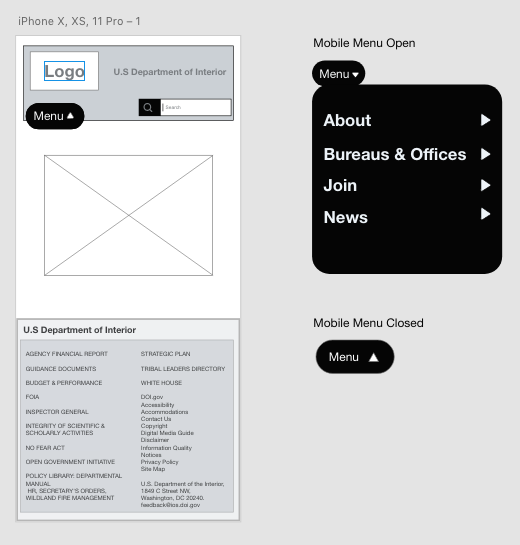 iPhone X, XS, 11 Pro – 1
Logo
U.S Department of Interior
Search
Menu
U.S Department of Interior
AGENCY FINANCIAL REPORT
GUIDANCE DOCUMENTS
BUDGET & PERFORMANCE
FOIA
INSPECTOR GENERAL
INTEGRITY OF SCIENTIFIC &
SCHOLARLY ACTIVITIES
NO FEAR ACT
OPEN GOVERNMENT INITIATIVE
POLICY LIBRARY: DEPARTMENTAL
MANUAL
HR, SECRETARY'S ORDERS,
WILDLAND FIRE MANAGEMENT
STRATEGIC PLAN
TRIBAL LEADERS DIRECTORY
WHITE HOUSE
DOI.gov
Accessibility
Accommodations
Contact Us
Copyright
Digital Media Guide
Disclaimer
Information Quality
Notices
Privacy Policy
Site Map
U.S. Department of the Interior,
1849 C Street NW,
Washington, DC 20240.
feedback@ios.doi.gov
Mobile Menu Open
Menu
About
Bureaus & Offices
Join
News
Mobile Menu Closed
Menu